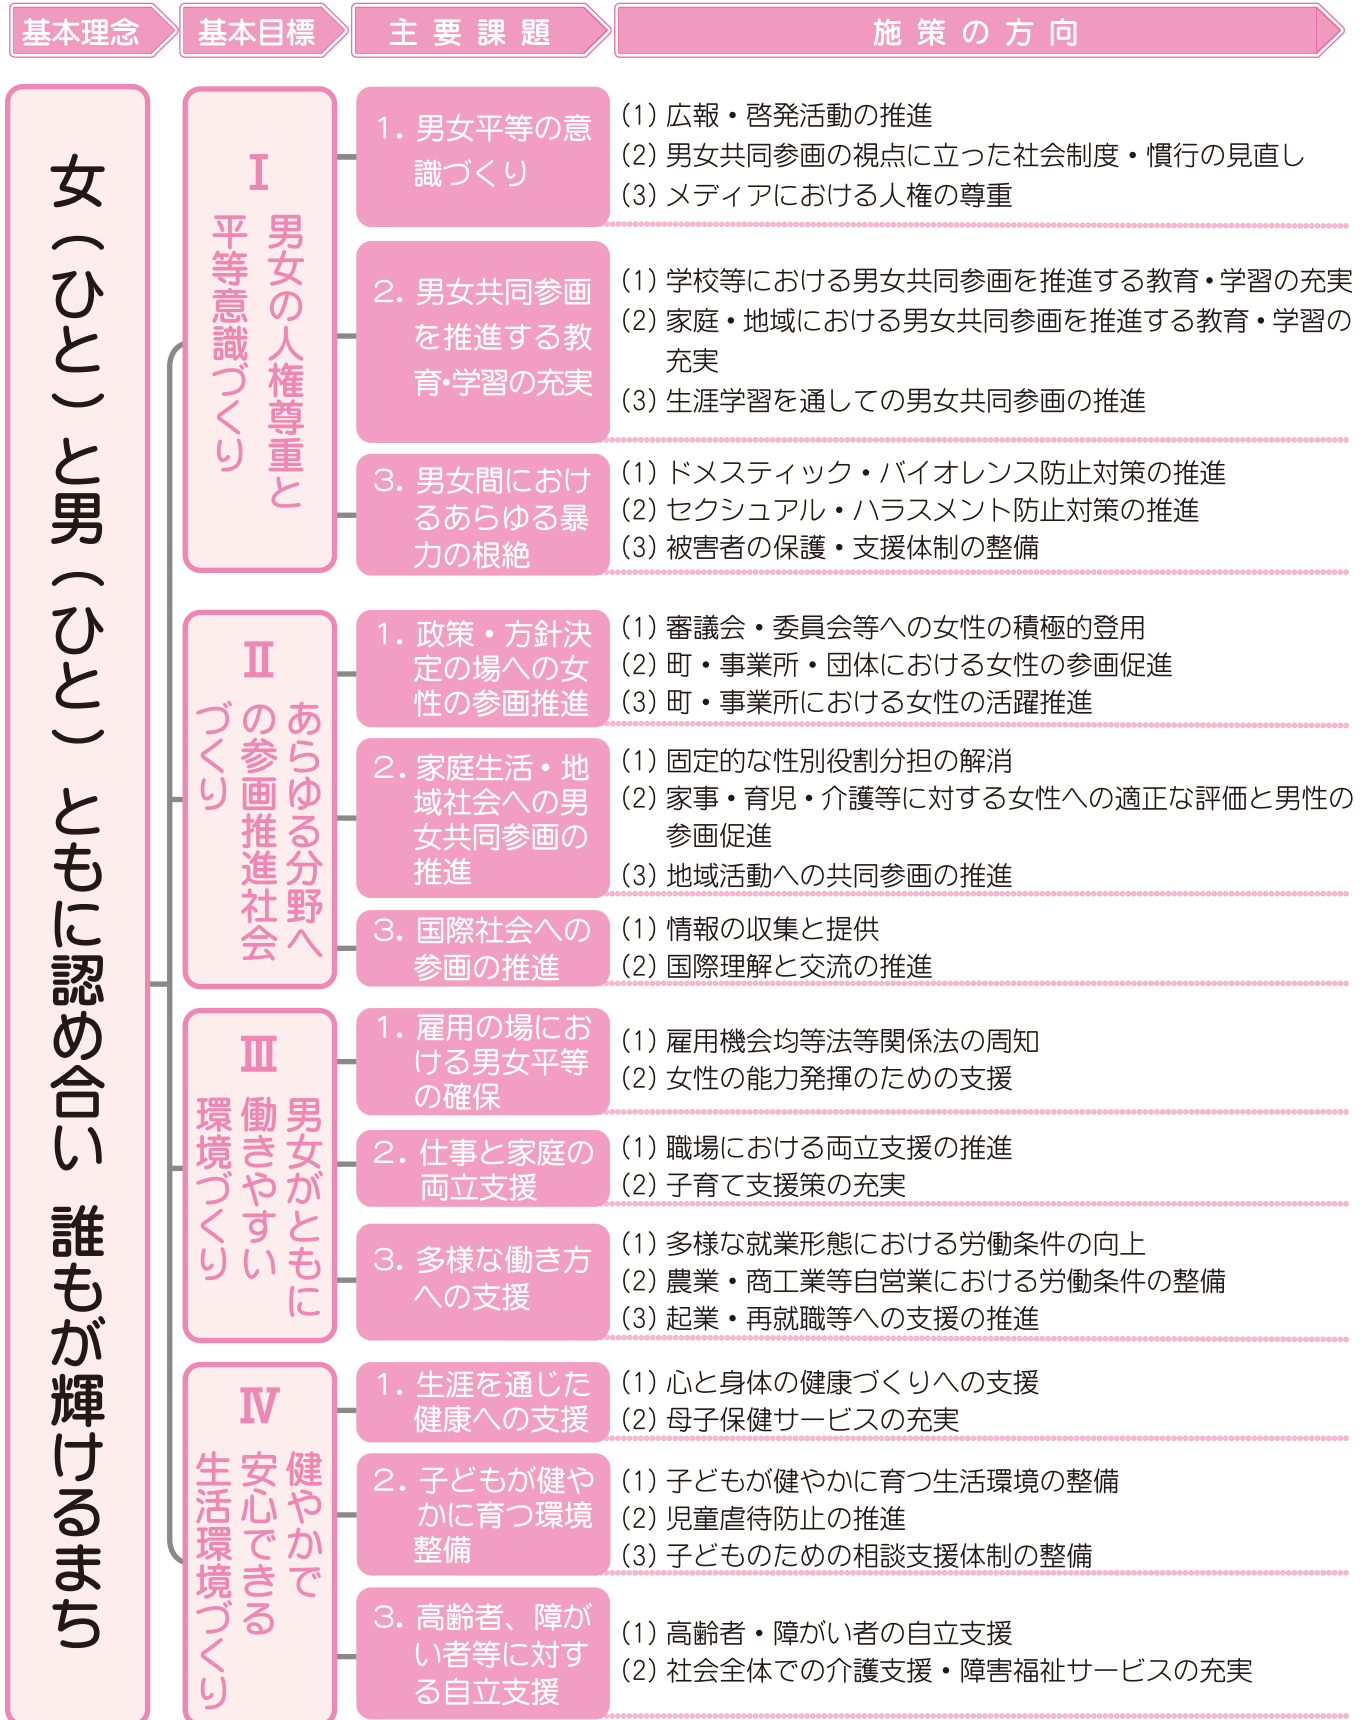 基本理念
基本目標
主要課題
施策の方向
女（ひと）と男（ひと）ともに認め合い 誰もが輝けるまち
Ⅰ
男女の人権尊重と
平等意識づくり
1. 男女平等の意
識づくり
(1) 広報・啓発活動の推進
(2) 男女共同参画の視点に立った社会制度・慣行の見直し
(3) メディアにおける人権の尊重
2. 男女共同参画
を推進する教
育・学習の充実
(1) 学校等における男女共同参画を推進する教育・学習の充実
(2) 家庭・地域における男女共同参画を推進する教育・学習の
充実
(3) 生涯学習を通しての男女共同参画の推進
3. 男女間におけ
るあらゆる暴
力の根絶
(1) ドメスティック・バイオレンス防止対策の推進
(2) セクシュアル・ハラスメント防止対策の推進
(3) 被害者の保護・支援体制の整備
Ⅱ
あらゆる分野へ
の参画推進社会
づくり
1. 政策・方針決
定の場への女
性の参画推進
(1) 審議会・委員会等への女性の積極的登用
(2) 町・事業所・団体における女性の参画促進
(3) 町・事業所における女性の活躍推進
2. 家庭生活・地
域社会への男
女共同参画の
推進
(1) 固定的な性別役割分担の解消
(2) 家事・育児・介護等に対する女性への適正な評価と男性の
参画促進
(3) 地域活動への共同参画の推進
3. 国際社会への
参画の推進
(1) 情報の収集と提供
(2) 国際理解と交流の推進
Ⅲ
男女がともに
働きやすい
環境づくり
1. 雇用の場にお
ける男女平等
の確保
(1) 雇用機会均等法等関係法の周知
(2) 女性の能力発揮のための支援
2. 仕事と家庭の
両立支援
(1) 職場における両立支援の推進
(2) 子育て支援策の充実
3. 多様な働き方
への支援
(1) 多様な就業形態における労働条件の向上
(2) 農業・商工業等自営業における労働条件の整備
(3) 起業・再就職等への支援の推進
Ⅳ
健やかで
安心できる
生活環境づくり
1. 生涯を通じた
健康への支援
(1) 心と身体の健康づくりへの支援
(2) 母子保健サービスの充実
2. 子どもが健や
かに育つ環境
整備
(1) 子どもが健やかに育つ生活環境の整備
(2) 児童虐待防止の推進
(3) 子どものための相談支援体制の整備
3. 高齢者、障が
い者等に対す
る自立支援
(1) 高齢者・障がい者の自立支援
(2) 社会全体での介護支援・障害福祉サービスの充実